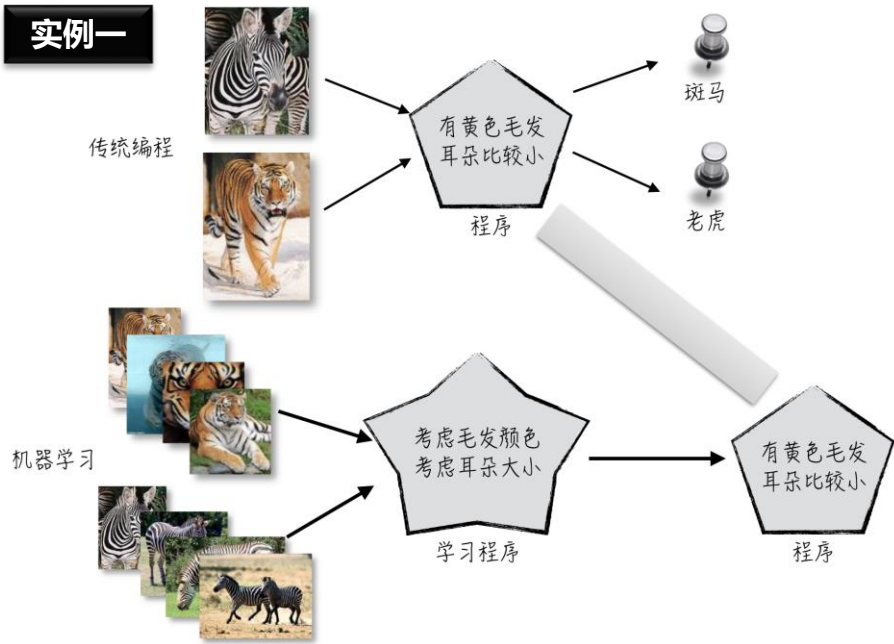 实例一
传统编程
有黄色毛发
耳朵比较小
程序
斑马
老虎
机器学习
考虑毛发颜色
考虑耳朵大小
学习程序
有黄色毛发
耳朵比较小
程序